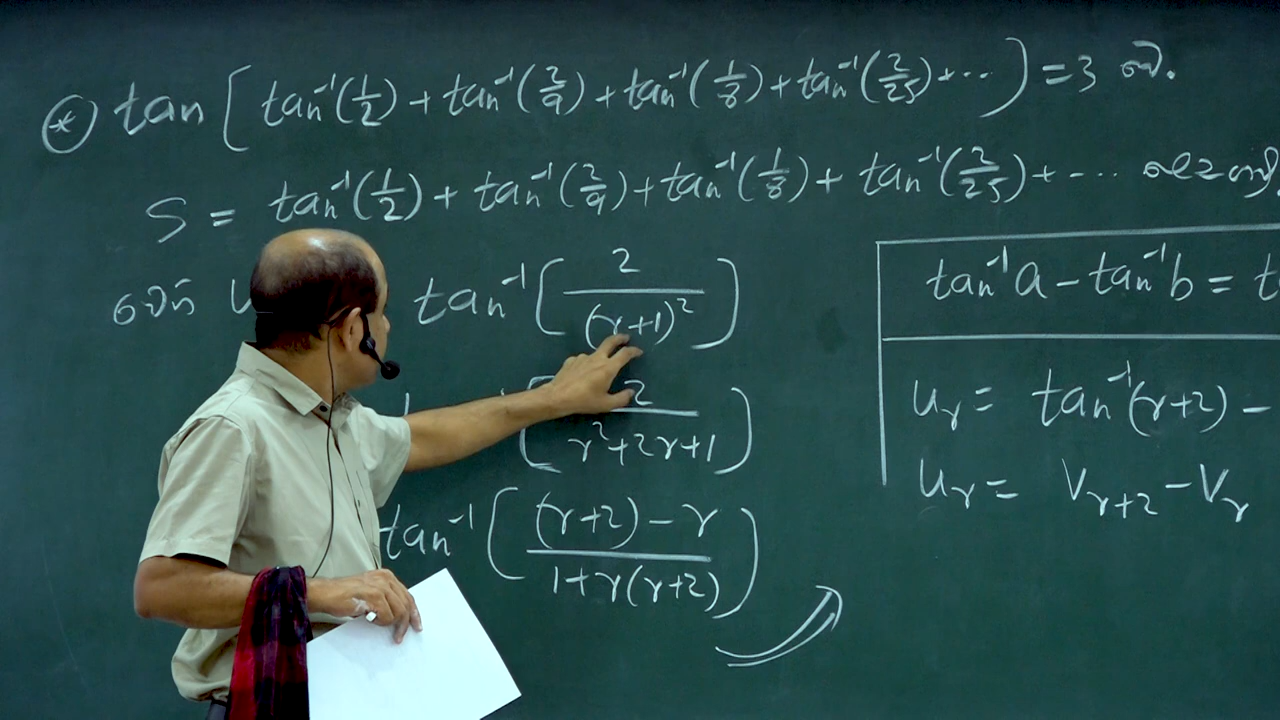 ⊛ tan [ tan⁻¹(1/2) + tan⁻¹(2/9) + tan⁻¹(1/8) + tan⁻¹(2/25) + ... ] = 3 බව.
S = tan⁻¹(1/2) + tan⁻¹(2/9) + tan⁻¹(1/8) + tan⁻¹(2/25) + ...
tan⁻¹ [ 2 / (r+1)² ]
[ 2 / r²+2r+1 ]
tan⁻¹ [ (r+2) - r / 1+r(r+2) ]
tan⁻¹a - tan⁻¹b = t
uᵣ = tan⁻¹(r+2) -
uᵣ = Vᵣ₊₂ - Vᵣ